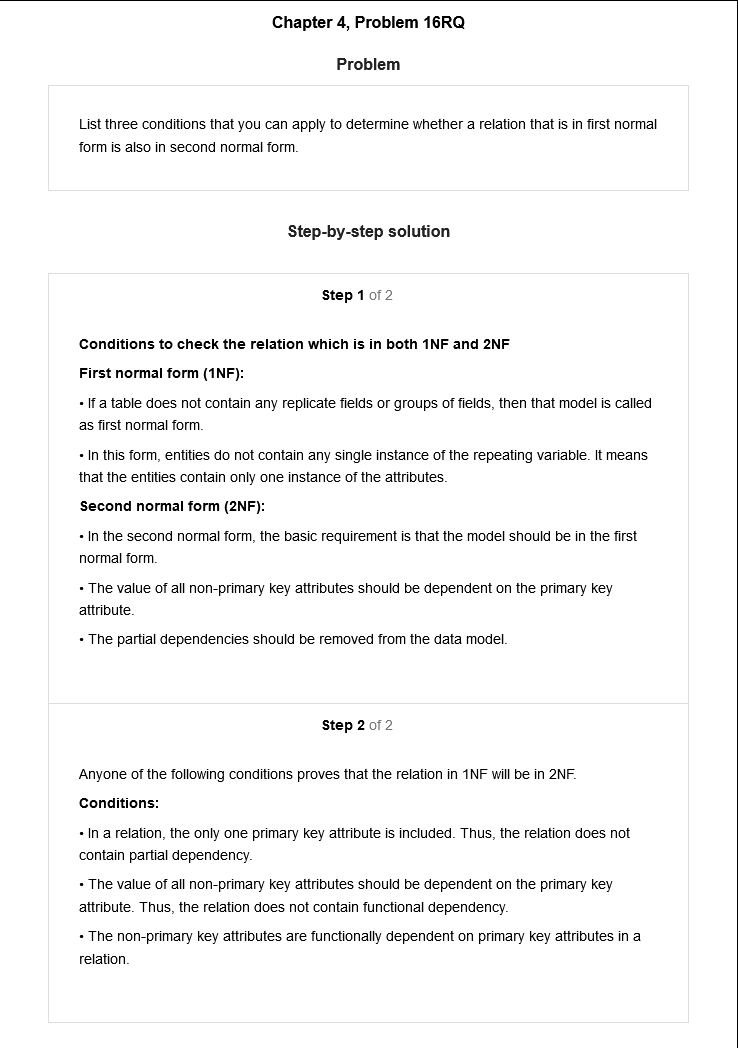 Chapter 4, Problem 16RQ
Problem
List three conditions that you can apply to determine whether a relation that is in first normal
form is also in second normal form.
Step-by-step solution
Step 1 of 2
Conditions to check the relation which is in both 1NF and 2NF
First normal form (1NF):
• If a table does not contain any replicate fields or groups of fields, then that model is called
as first normal form.
• In this form, entities do not contain any single instance of the repeating variable. It means
that the entities contain only one instance of the attributes.
Second normal form (2NF):
• In the second normal form, the basic requirement is that the model should be in the first
normal form.
• The value of all non-primary key attributes should be dependent on the primary key
attribute.
• The partial dependencies should be removed from the data model.
Step 2 of 2
Anyone of the following conditions proves that the relation in 1NF will be in 2NF.
Conditions:
• In a relation, the only one primary key attribute is included. Thus, the relation does not
contain partial dependency.
• The value of all non-primary key attributes should be dependent on the primary key
attribute. Thus, the relation does not contain functional dependency.
• The non-primary key attributes are functionally dependent on primary key attributes in a
relation.